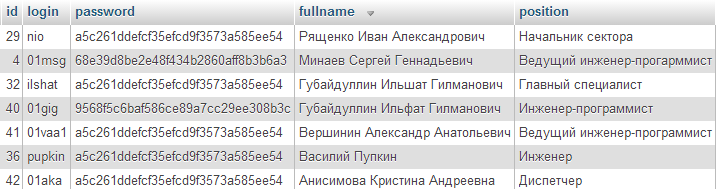 id login password fullname position
29 nio a5c261ddefcf35efcd9f3573a585ee54 Рященко Иван Александрович Начальник сектора
4 01msg 68e39d8be2e48f434b2860aff8b3b6a3 Минаев Сергей Геннадьевич Ведущий инженер-прогарммист
32 ilshat a5c261ddefcf35efcd9f3573a585ee54 Губайдуллин Ильшат Гилманович Главный специалист
40 01gig 9568f5c6baf586ce89a7cc29ee308b3c Губайдуллин Ильфат Гилманович Инженер-программист
41 01vaa1 a5c261ddefcf35efcd9f3573a585ee54 Вершинин Александр Анатольевич Ведущий инженер-программист
36 pupkin a5c261ddefcf35efcd9f3573a585ee54 Василий Пупкин Инженер
42 01aka a5c261ddefcf35efcd9f3573a585ee54 Анисимова Кристина Андреевна Диспетчер